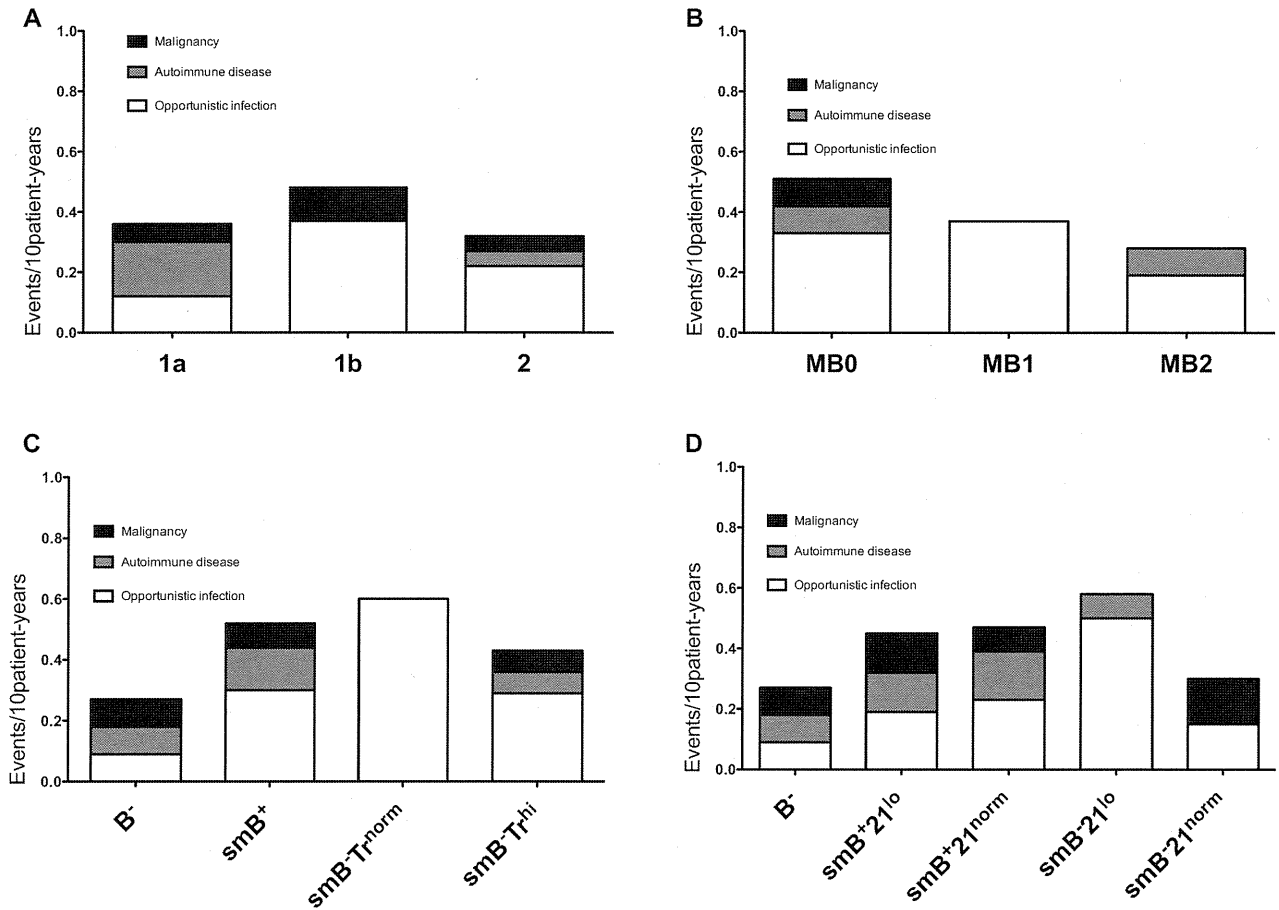 A
Events/10patient-years
1.0
0.8
0.6
0.4
0.2
0.0
Malignancy
Autoimmune disease
Opportunistic infection
1a 1b 2
B
Events/10patient-years
1.0
0.8
0.6
0.4
0.2
0.0
Malignancy
Autoimmune disease
Opportunistic infection
MB0 MB1 MB2
C
Events/10patient-years
1.0
0.8
0.6
0.4
0.2
0.0
Malignancy
Autoimmune disease
Opportunistic infection
B⁻
smB⁺
smB⁻Trⁿᵒʳᵐ
smB⁻Trʰⁱ
D
Events/10patient-years
1.0
0.8
0.6
0.4
0.2
0.0
Malignancy
Autoimmune disease
Opportunistic infection
B⁻
smB⁺21ˡᵒ
smB⁺21ⁿᵒʳᵐ
smB⁻21ˡᵒ
smB⁻21ⁿᵒʳᵐ